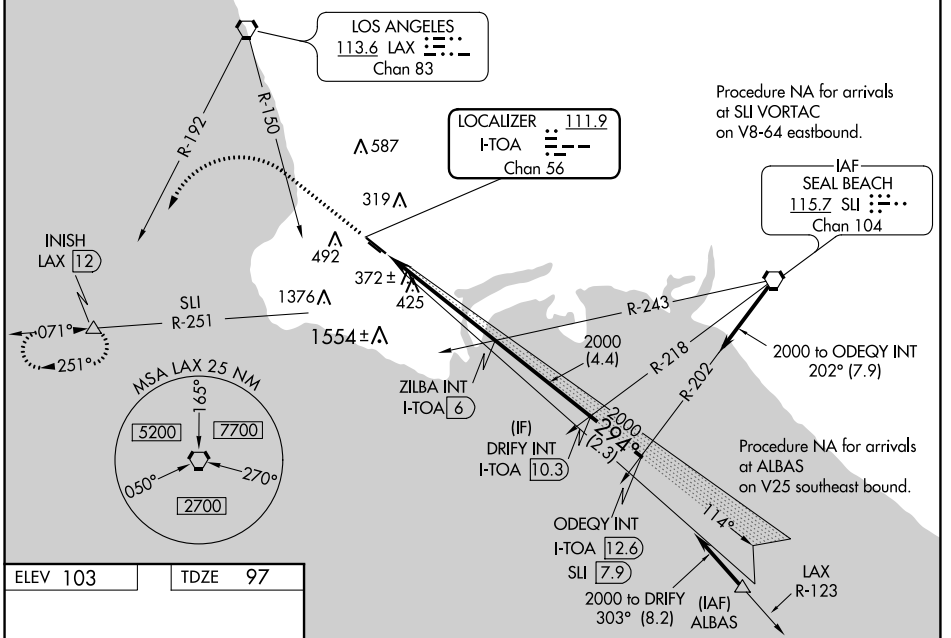 LOS ANGELES
113.6 LAX
Chan 83
R-192
R-150
LOCALIZER 111.9
I-TOA
Chan 56
Procedure NA for arrivals
at SLI VORTAC
on V8-64 eastbound.
IAF
SEAL BEACH
115.7 SLI
Chan 104
587
319
492
372±
425
1376
1554±
INISH
LAX 12
071°
251°
SLI
R-251
R-243
R-218
R-202
2000
(4.4)
2000 to ODEQY INT
202° (7.9)
ZILBA INT
I-TOA 6
(IF)
DRIFY INT
I-TOA 10.3
2000
294°
(2.3)
MSA LAX 25 NM
165°
5200
7700
050°
270°
2700
Procedure NA for arrivals
at ALBAS
on V25 southeast bound.
114°
ODEQY INT
I-TOA 12.6
SLI 7.9
2000 to DRIFY
303° (8.2)
(IAF)
ALBAS
LAX
R-123
ELEV 103
TDZE 97